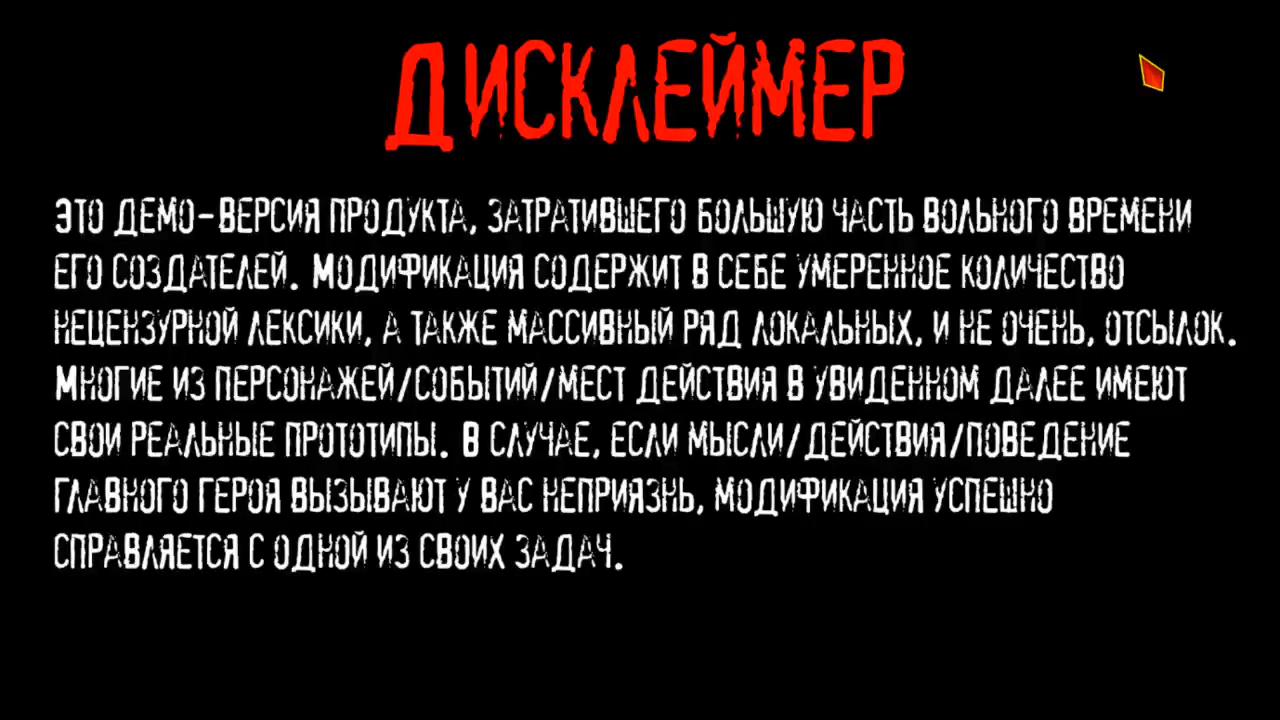 ДИСКЛЕЙМЕР
ЭТО ДЕМО-ВЕРСИЯ ПРОДУКТА, ЗАТРАТИВШЕГО БОЛЬШУЮ ЧАСТЬ ВОЛЬНОГО ВРЕМЕНИ
ЕГО СОЗДАТЕЛЕЙ. МОДИФИКАЦИЯ СОДЕРЖИТ В СЕБЕ УМЕРЕННОЕ КОЛИЧЕСТВО
НЕЦЕНЗУРНОЙ ЛЕКСИКИ, А ТАКЖЕ МАССИВНЫЙ РЯД ЛОКАЛЬНЫХ, И НЕ ОЧЕНЬ, ОТСЫЛОК.
МНОГИЕ ИЗ ПЕРСОНАЖЕЙ/СОБЫТИЙ/МЕСТ ДЕЙСТВИЯ В УВИДЕННОМ ДАЛЕЕ ИМЕЮТ
СВОИ РЕАЛЬНЫЕ ПРОТОТИПЫ. В СЛУЧАЕ, ЕСЛИ МЫСЛИ/ДЕЙСТВИЯ/ПОВЕДЕНИЕ
ГЛАВНОГО ГЕРОЯ ВЫЗЫВАЮТ У ВАС НЕПРИЯЗНЬ, МОДИФИКАЦИЯ УСПЕШНО
СПРАВЛЯЕТСЯ С ОДНОЙ ИЗ СВОИХ ЗАДАЧ.